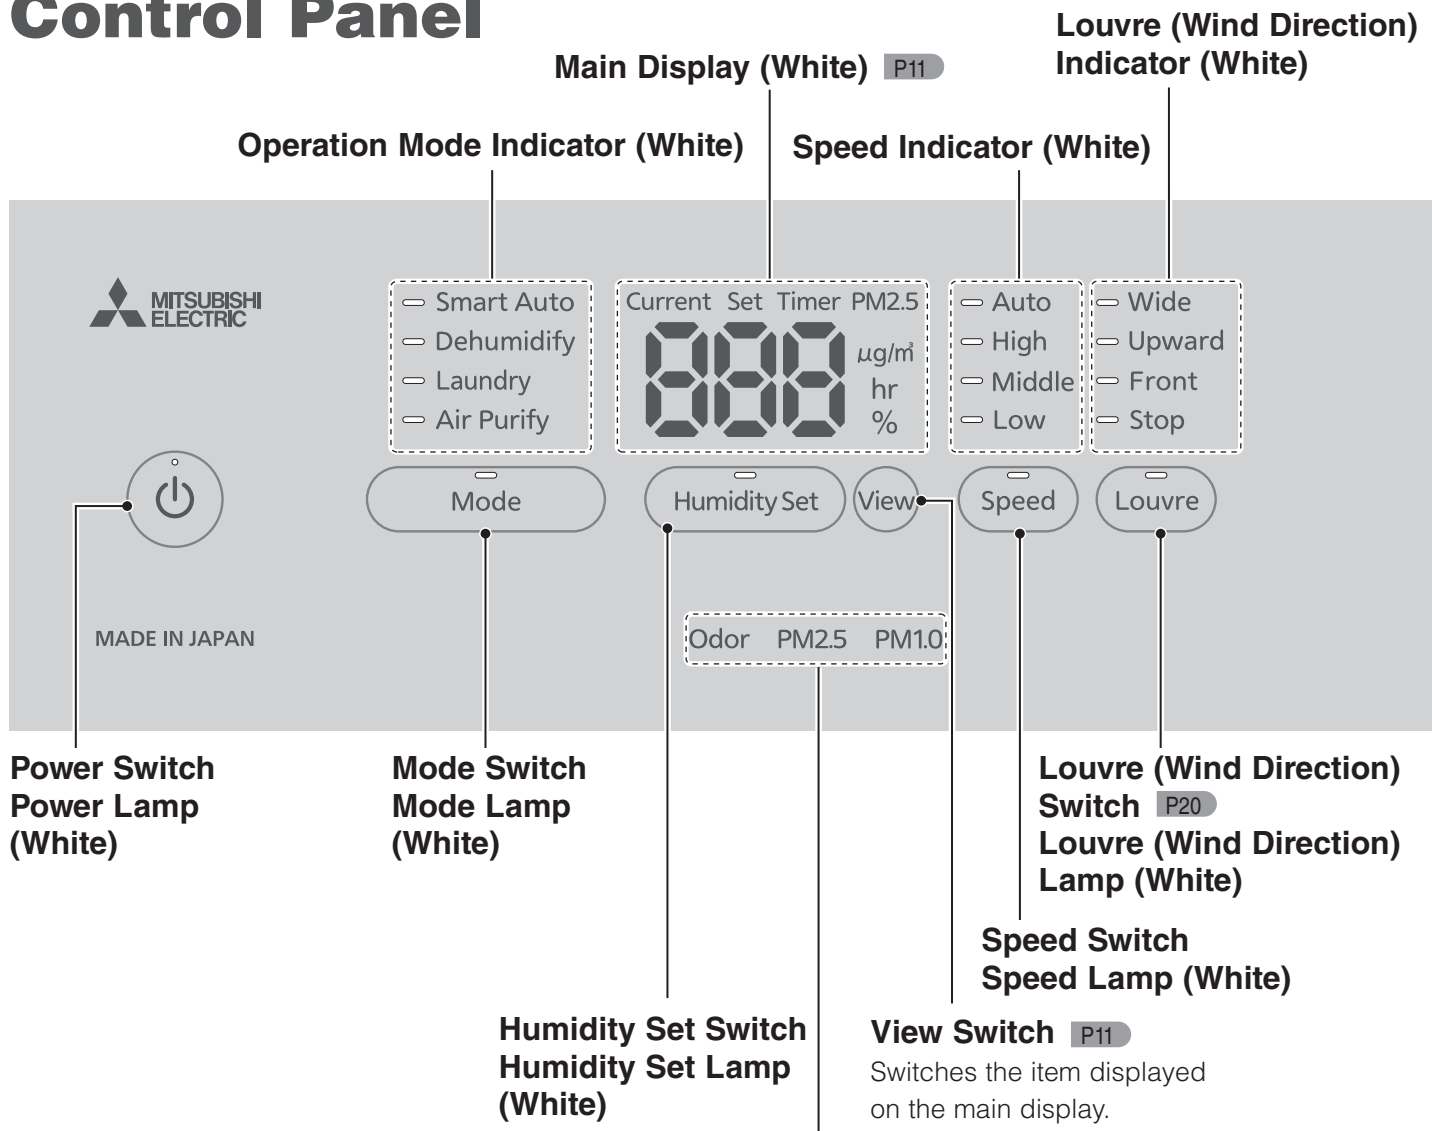 Control Panel
Louvre (Wind Direction)
Indicator (White)
Main Display (White) P11
Operation Mode Indicator (White)
Speed Indicator (White)
MITSUBISHI
ELECTRIC
Smart Auto
Dehumidify
Laundry
Air Purify
Current Set Timer PM2.5
888
µg/㎥
hr
%
Auto
High
Middle
Low
Wide
Upward
Front
Stop
Mode
Humidity Set
View
Speed
Louvre
MADE IN JAPAN
Odor PM2.5 PM1.0
Power Switch
Power Lamp
(White)
Mode Switch
Mode Lamp
(White)
Louvre (Wind Direction)
Switch P20
Louvre (Wind Direction)
Lamp (White)
Speed Switch
Speed Lamp (White)
Humidity Set Switch
Humidity Set Lamp
(White)
View Switch P11
Switches the item displayed
on the main display.